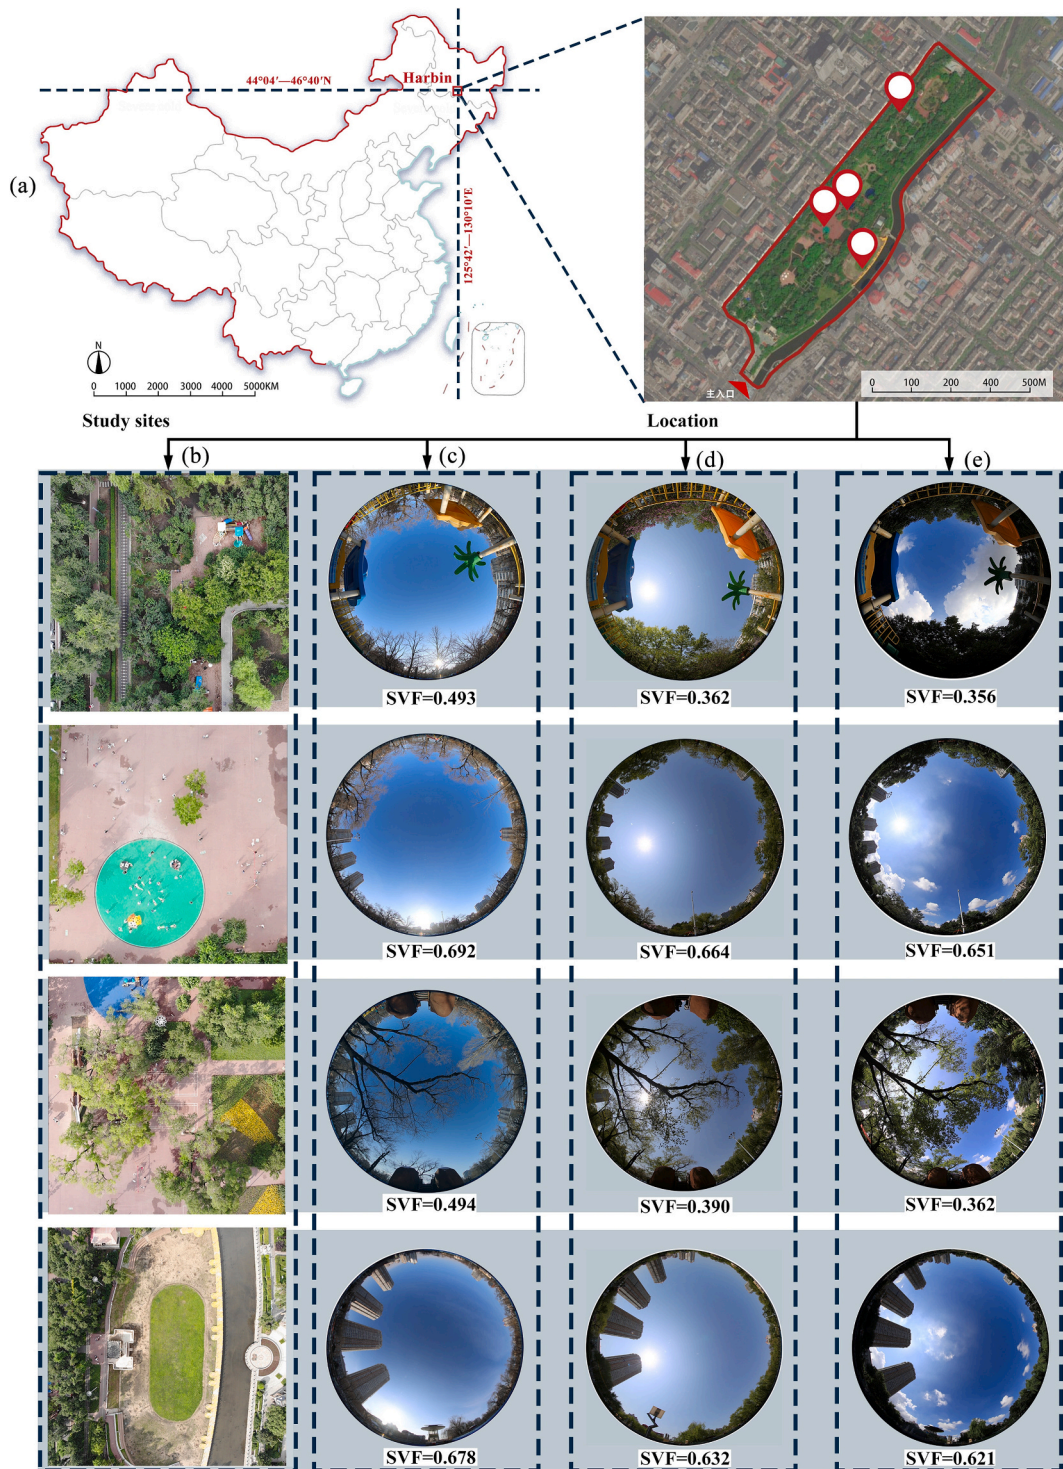 (a)
44°04′—46°40′N
Harbin
125°42′—130°10′E
N
0 1000 2000 3000 4000 5000KM
主入口
0 100 200 400 500M
Study sites
Location
(b)
(c)
(d)
(e)
SVF=0.493
SVF=0.362
SVF=0.356
SVF=0.692
SVF=0.664
SVF=0.651
SVF=0.494
SVF=0.390
SVF=0.362
SVF=0.678
SVF=0.632
SVF=0.621